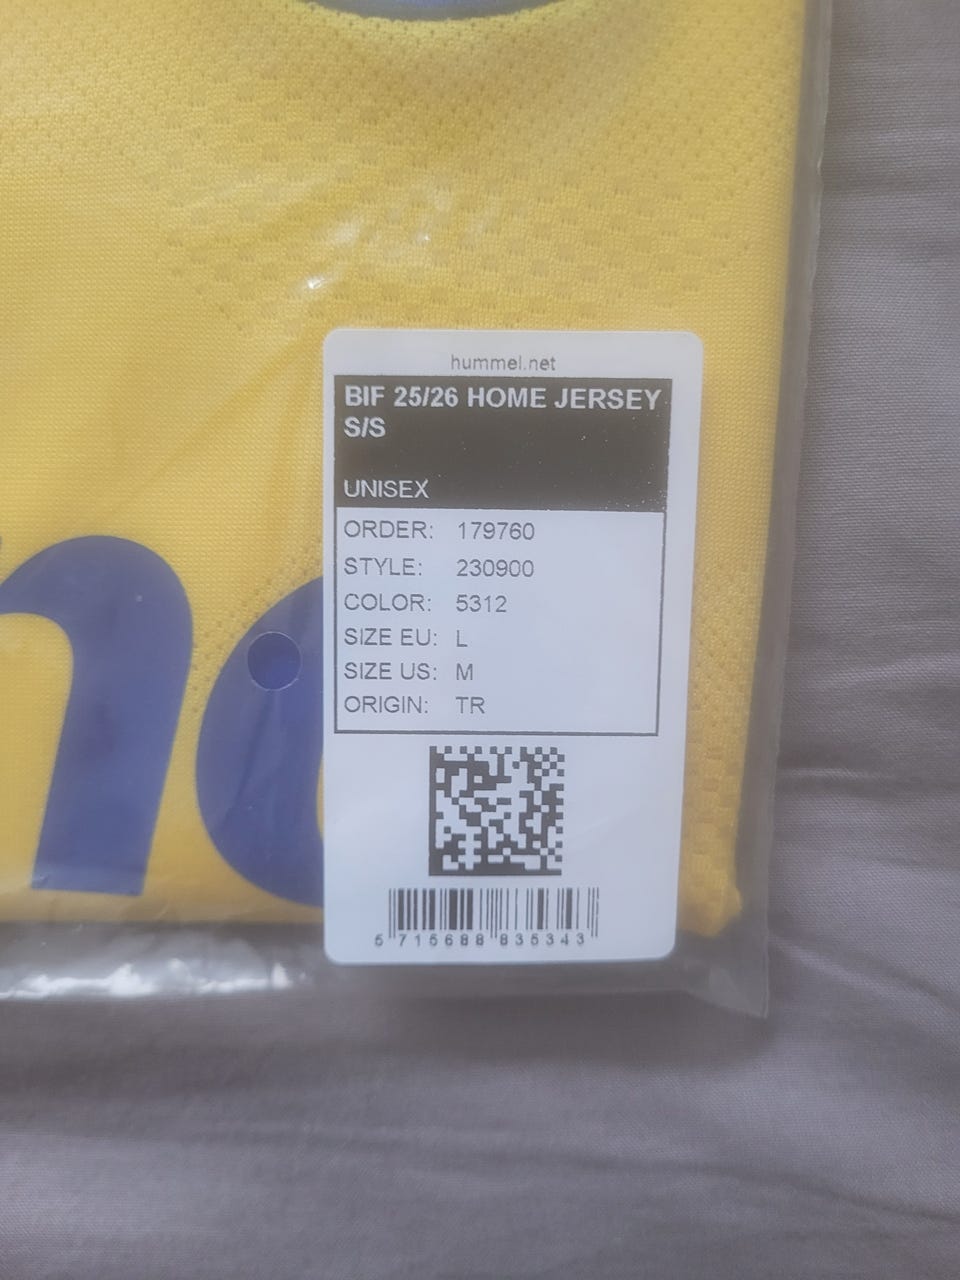 hummel.net
BIF 25/26 HOME JERSEY
S/S
UNISEX
ORDER: 179760
STYLE: 230900
COLOR: 5312
SIZE EU: L
SIZE US: M
ORIGIN: TR
5 715688 835343